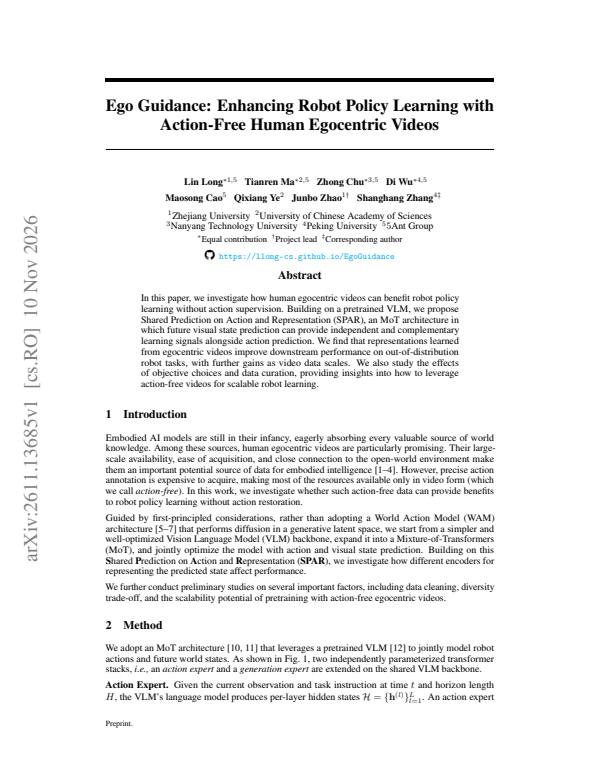 Ego Guidance: Enhancing Robot Policy Learning with
Action-Free Human Egocentric Videos
Lin Long*1,5 Tianren Ma*2,5 Zhong Chu*3,5 Di Wu*4,5
Maosong Cao5 Qixiang Ye2 Junbo Zhao1† Shanghang Zhang4‡
1Zhejiang University 2University of Chinese Academy of Sciences
3Nanyang Technology University 4Peking University 55Ant Group
*Equal contribution †Project lead ‡Corresponding author
https://llong-cs.github.io/EgoGuidance
Abstract
In this paper, we investigate how human egocentric videos can benefit robot policy
learning without action supervision. Building on a pretrained VLM, we propose
Shared Prediction on Action and Representation (SPAR), an MoT architecture in
which future visual state prediction can provide independent and complementary
learning signals alongside action prediction. We find that representations learned
from egocentric videos improve downstream performance on out-of-distribution
robot tasks, with further gains as video data scales. We also study the effects
of objective choices and data curation, providing insights into how to leverage
action-free videos for scalable robot learning.
1 Introduction
Embodied AI models are still in their infancy, eagerly absorbing every valuable source of world
knowledge. Among these sources, human egocentric videos are particularly promising. Their large-
scale availability, ease of acquisition, and close connection to the open-world environment make
them an important potential source of data for embodied intelligence [1–4]. However, precise action
annotation is expensive to acquire, making most of the resources available only in video form (which
we call action-free). In this work, we investigate whether such action-free data can provide benefits
to robot policy learning without action restoration.
Guided by first-principled considerations, rather than adopting a World Action Model (WAM)
architecture [5–7] that performs diffusion in a generative latent space, we start from a simpler and
well-optimized Vision Language Model (VLM) backbone, expand it into a Mixture-of-Transformers
(MoT), and jointly optimize the model with action and visual state prediction. Building on this
Shared Prediction on Action and Representation (SPAR), we investigate how different encoders for
representing the predicted state affect performance.
We further conduct preliminary studies on several important factors, including data cleaning, diversity
trade-off, and the scalability potential of pretraining with action-free egocentric videos.
2 Method
We adopt an MoT architecture [10, 11] that leverages a pretrained VLM [12] to jointly model robot
actions and future world states. As shown in Fig. 1, two independently parameterized transformer
stacks, i.e., an action expert and a generation expert are extended on the shared VLM backbone.
Action Expert. Given the current observation and task instruction at time t and horizon length
H, the VLM's language model produces per-layer hidden states H = {h(l)}L l=1. An action expert
Preprint.
arXiv:2611.13685v1 [cs.RO] 10 Nov 2026